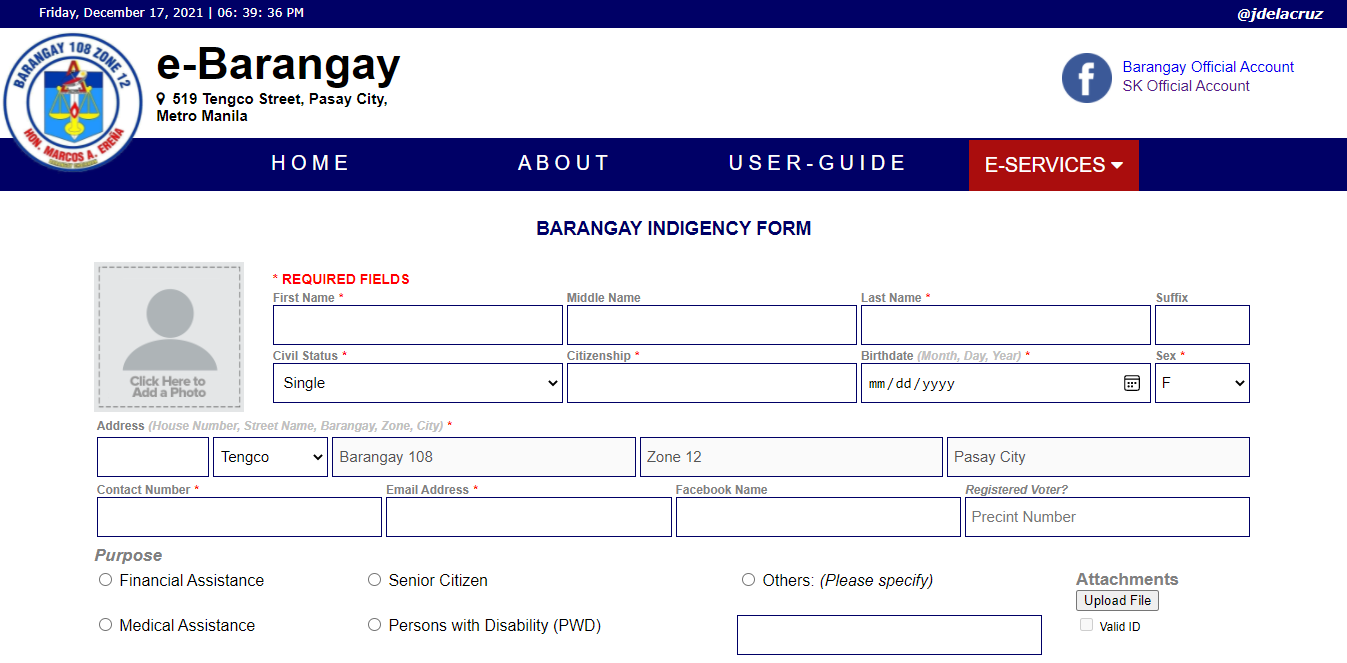 Friday, December 17, 2021 | 06: 39: 36 PM
@jdelacruz
BARANGAY 108 ZONE 12
HON. MARCOS A. EREÑA
e-Barangay
519 Tengco Street, Pasay City,
Metro Manila
Barangay Official Account
SK Official Account
HOME ABOUT USER-GUIDE E-SERVICES
BARANGAY INDIGENCY FORM
Click Here to
Add a Photo
* REQUIRED FIELDS
First Name * Middle Name Last Name * Suffix
Civil Status * Citizenship * Birthdate (Month, Day, Year) * Sex *
Single mm/dd/yyyy F
Address (House Number, Street Name, Barangay, Zone, City) *
Tengco Barangay 108 Zone 12 Pasay City
Contact Number * Email Address * Facebook Name Registered Voter?
Precint Number
Purpose
Financial Assistance Senior Citizen Others: (Please specify) Attachments
Upload File
Medical Assistance Persons with Disability (PWD) Valid ID